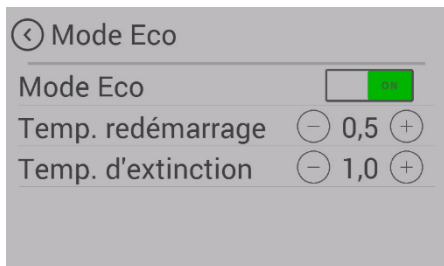 Mode Eco
Mode Eco ON
Temp. redémarrage 0,5
Temp. d'extinction 1,0